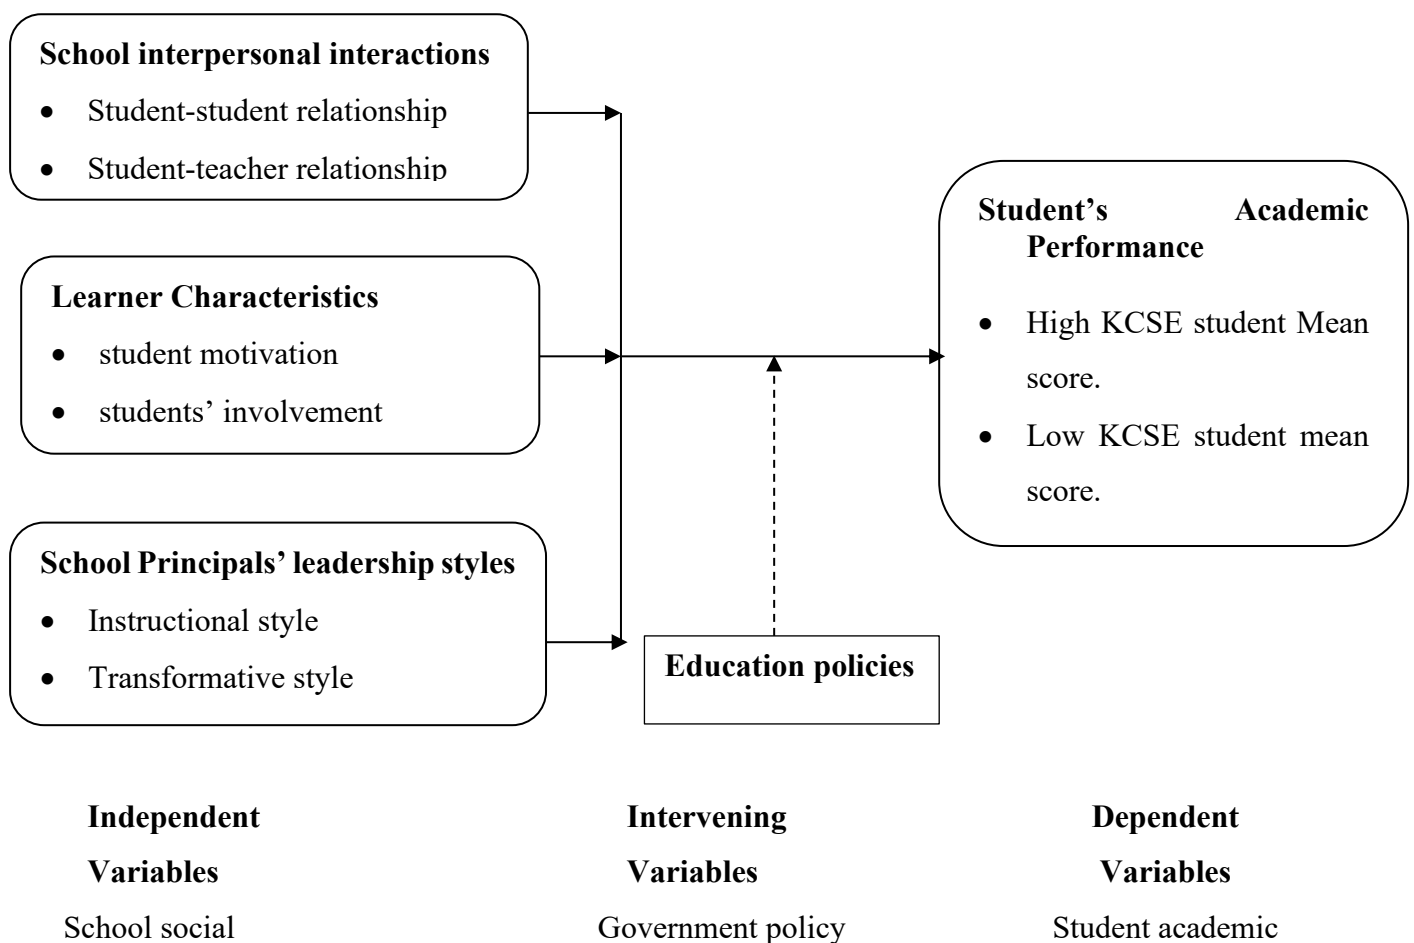 School interpersonal interactions
• Student-student relationship
• Student-teacher relationship
Learner Characteristics
• student motivation
• students’ involvement
School Principals’ leadership styles
• Instructional style
• Transformative style
Education policies
Student’s Academic
Performance
• High KCSE student Mean
score.
• Low KCSE student mean
score.
Independent
Variables
School social
Intervening
Variables
Government policy
Dependent
Variables
Student academic